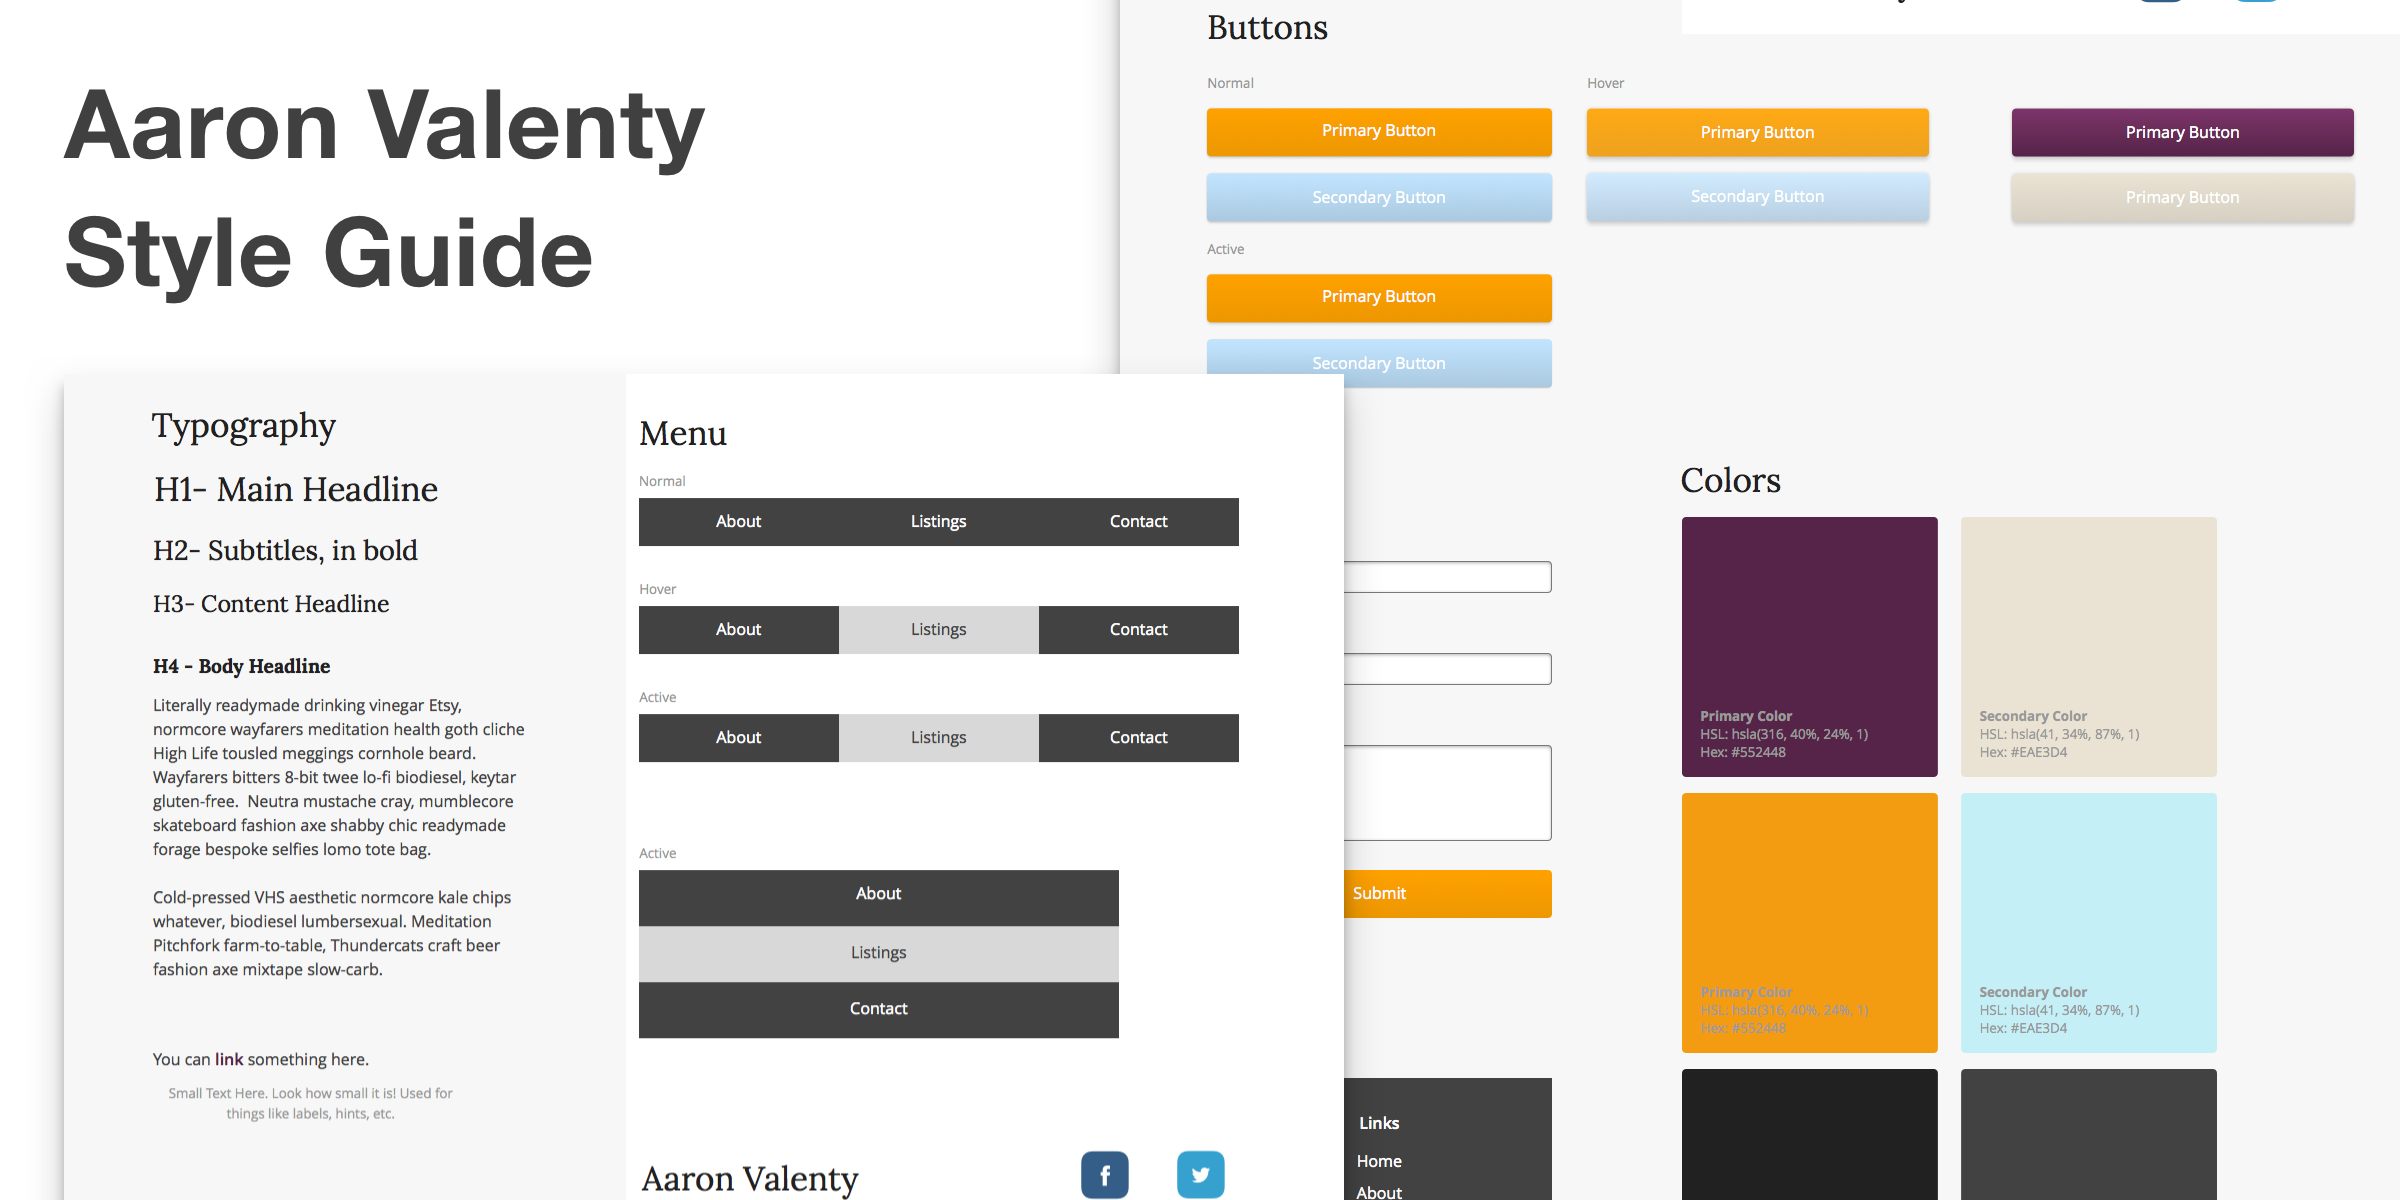 Aaron Valenty
Style Guide
Buttons
Normal
Hover
Primary Button
Primary Button
Primary Button
Secondary Button
Secondary Button
Primary Button
Active
Primary Button
Secondary Button
Typography
H1- Main Headline
H2- Subtitles, in bold
H3- Content Headline
H4 - Body Headline
Literally readymade drinking vinegar Etsy,
normcore wayfarers meditation health goth cliche
High Life tousled meggings cornhole beard.
Wayfarers bitters 8-bit twee lo-fi biodiesel, keytar
gluten-free.  Neutra mustache cray, mumblecore
skateboard fashion axe shabby chic readymade
forage bespoke selfies lomo tote bag.
Cold-pressed VHS aesthetic normcore kale chips
whatever, biodiesel lumbersexual. Meditation
Pitchfork farm-to-table, Thundercats craft beer
fashion axe mixtape slow-carb.
You can link something here.
Small Text Here. Look how small it is! Used for
things like labels, hints, etc.
Menu
Normal
About Listings Contact
Hover
About Listings Contact
Active
About Listings Contact
Active
About
Listings
Contact
Aaron Valenty
Submit
Links
Home
About
Colors
Primary Color
HSL: hsla(316, 40%, 24%, 1)
Hex: #552448
Secondary Color
HSL: hsla(41, 34%, 87%, 1)
Hex: #EAE3D4
Primary Color
HSL: hsla(316, 40%, 24%, 1)
Hex: #552448
Secondary Color
HSL: hsla(41, 34%, 87%, 1)
Hex: #EAE3D4